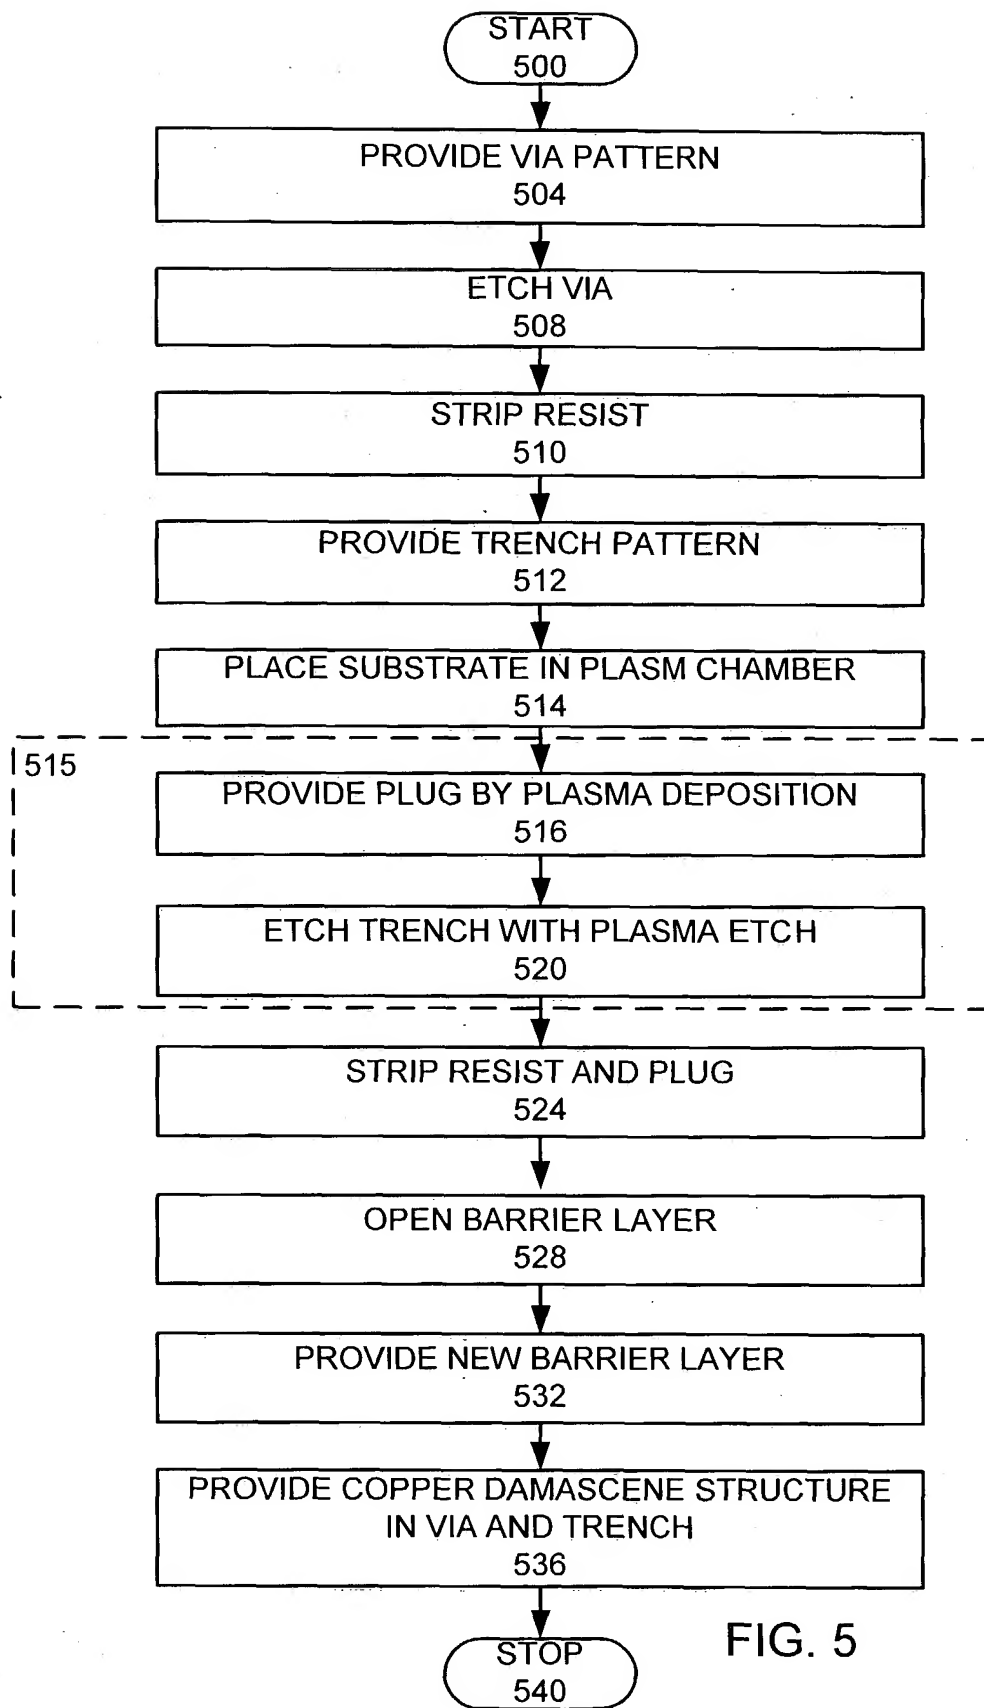 START
500
PROVIDE VIA PATTERN
504
ETCH VIA
508
STRIP RESIST
510
PROVIDE TRENCH PATTERN
512
PLACE SUBSTRATE IN PLASM CHAMBER
514
515
PROVIDE PLUG BY PLASMA DEPOSITION
516
ETCH TRENCH WITH PLASMA ETCH
520
STRIP RESIST AND PLUG
524
OPEN BARRIER LAYER
528
PROVIDE NEW BARRIER LAYER
532
PROVIDE COPPER DAMASCENE STRUCTURE
IN VIA AND TRENCH
536
STOP
540
FIG. 5